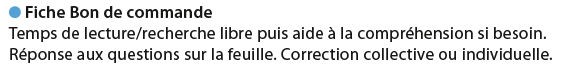 ● Fiche Bon de commande
Temps de lecture/recherche libre puis aide à la compréhension si besoin.
Réponse aux questions sur la feuille. Correction collective ou individuelle.